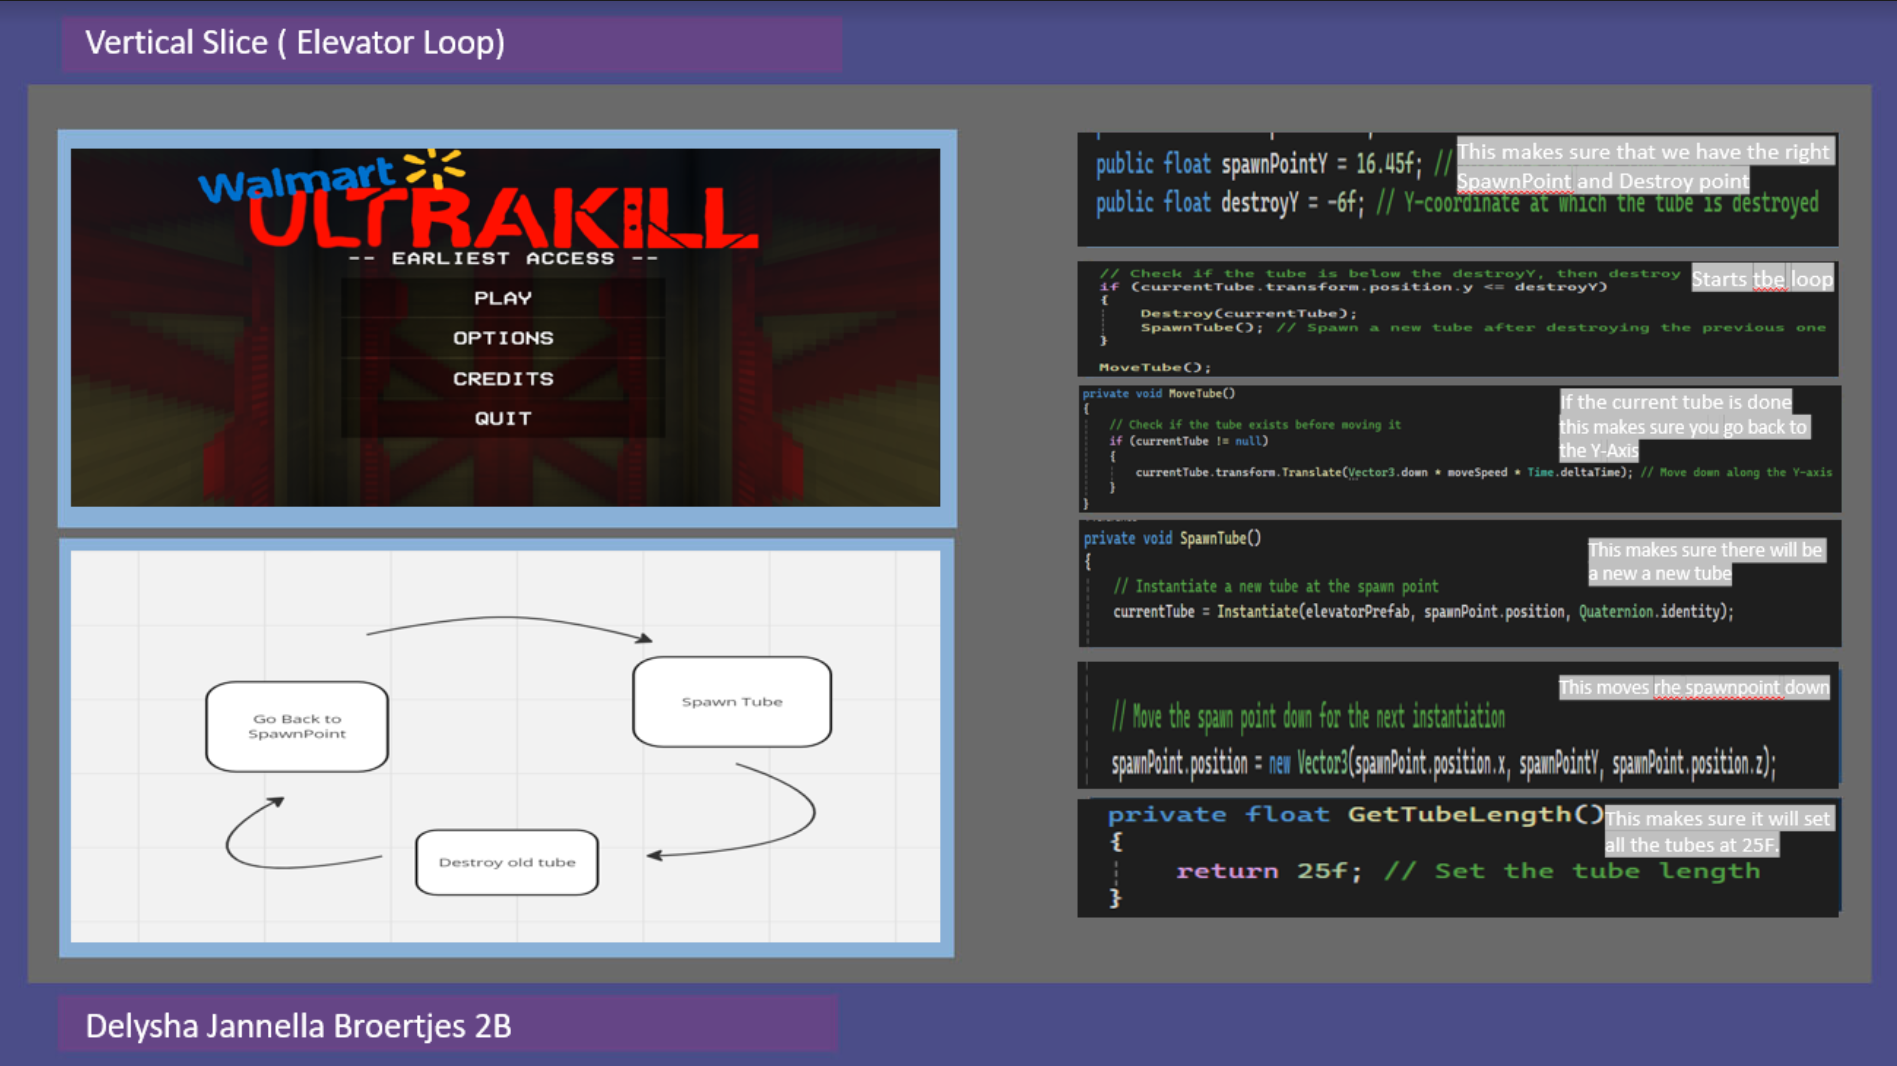 Vertical Slice ( Elevator Loop)
Walmart
ULTRAKILL
-- EARLIEST ACCESS --
PLAY
OPTIONS
CREDITS
QUIT
Go Back to
SpawnPoint
Spawn Tube
Destroy old tube
public float spawnPointY = 16.45f; //
This makes sure that we have the right
SpawnPoint and Destroy point
public float destroyY = -6f; // Y-coordinate at which the tube is destroyed
// Check if the tube is below the destroyY, then destroy
Starts tbe loop
if (currentTube.transform.position.y <= destroyY)
{
Destroy(currentTube);
SpawnTube(); // Spawn a new tube after destroying the previous one
}
MoveTube();
private void MoveTube()
If the current tube is done
this makes sure you go back to
the Y-Axis
{
// Check if the tube exists before moving it
if (currentTube != null)
{
currentTube.transform.Translate(Vector3.down * moveSpeed * Time.deltaTime); // Move down along the Y-axis
}
}
private void SpawnTube()
This makes sure there will be
a new a new tube
{
// Instantiate a new tube at the spawn point
currentTube = Instantiate(elevatorPrefab, spawnPoint.position, Quaternion.identity);
This moves rhe spawnpoint down
// Move the spawn point down for the next instantiation
spawnPoint.position = new Vector3(spawnPoint.position.x, spawnPointY, spawnPoint.position.z);
private float GetTubeLength()
This makes sure it will set
all the tubes at 25F.
{
return 25f; // Set the tube length
}
Delysha Jannella Broertjes 2B